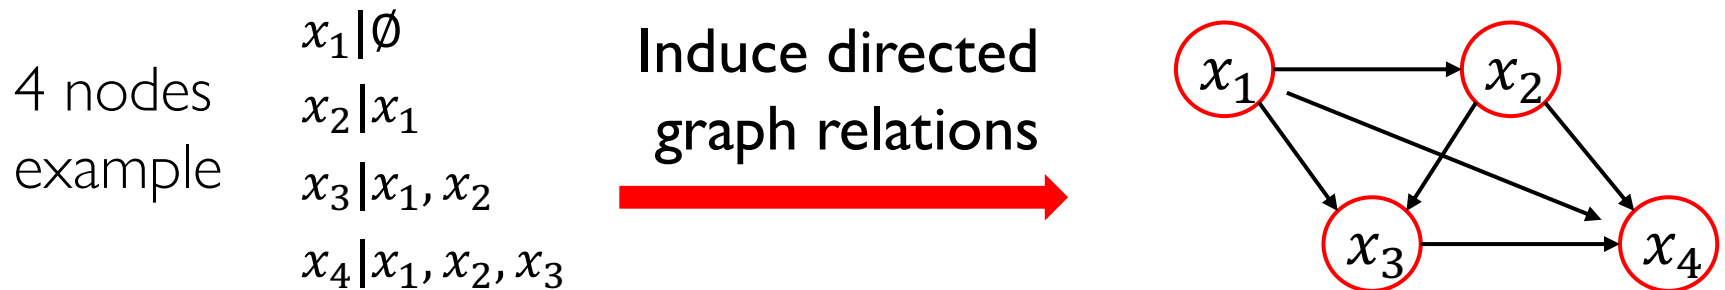 4 nodes
example
x₁|∅
x₂|x₁
x₃|x₁, x₂
x₄|x₁, x₂, x₃
Induce directed
graph relations
x₁
x₂
x₃
x₄